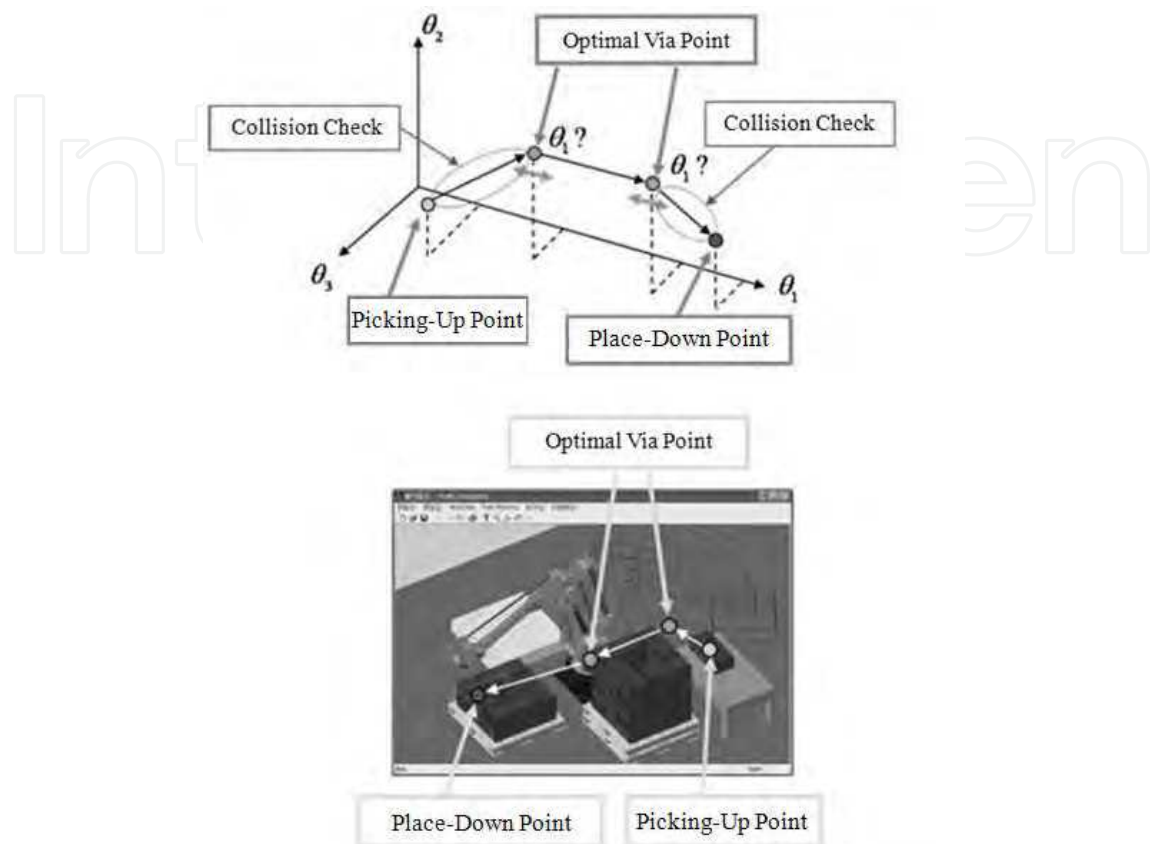 θ2
Optimal Via Point
Collision Check
Collision Check
θ1 ?
θ1 ?
θ3
θ1
Picking-Up Point
Place-Down Point
Optimal Via Point
Place-Down Point
Picking-Up Point